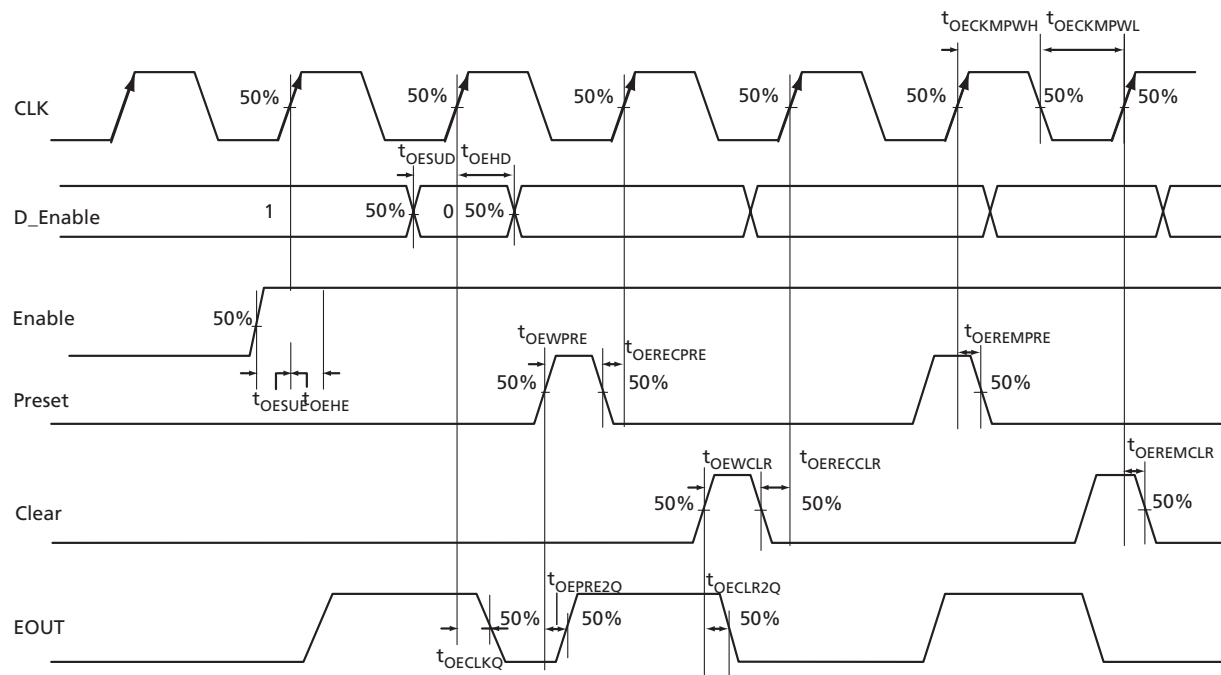 tOECKMPWH tOECKMPWL
CLK
50% 50% 50% 50% 50% 50% 50%
tOESUD tOEHD
D_Enable
1 50% 0 50%
Enable
50%
tOESUE tOEHE
tOEWPRE tOERECPRE tOEREMPRE
Preset
50% 50% 50%
tOEWCLR tOERECCLR tOEREMCLR
Clear
50% 50% 50%
tOEPRE2Q tOECLR2Q
EOUT
50% 50% 50%
tOECLKQ